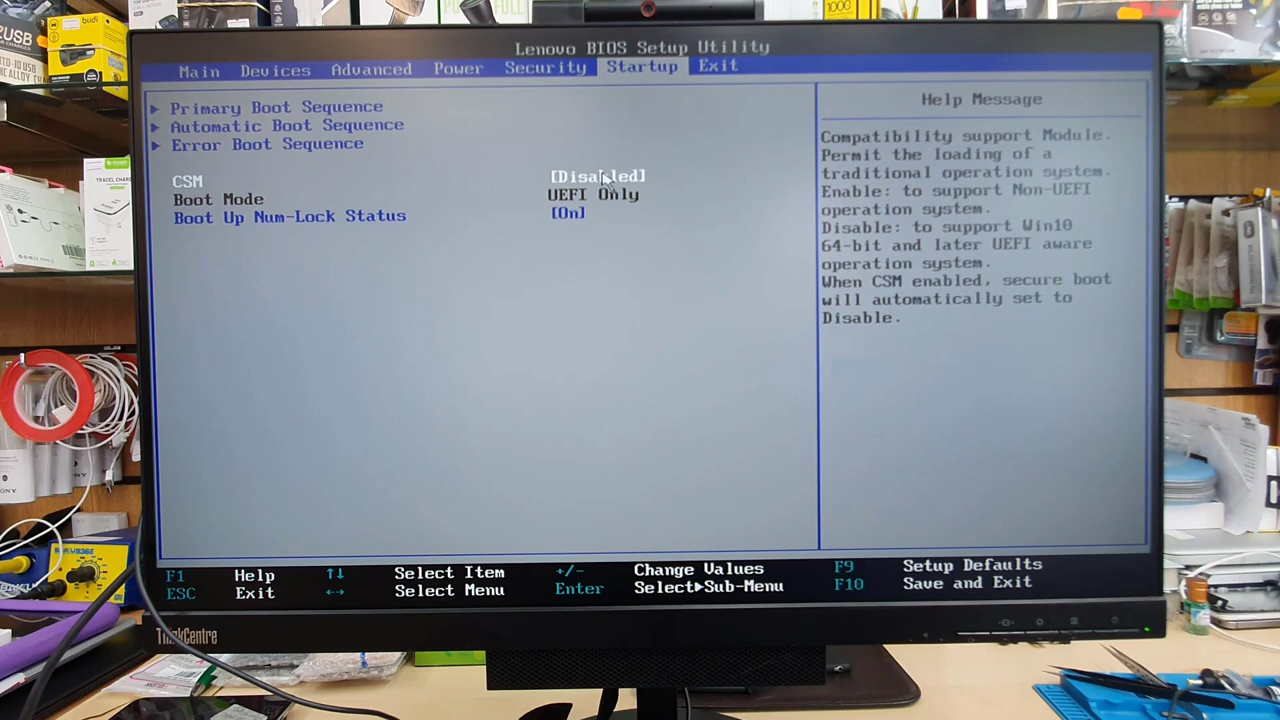 Lenovo BIOS Setup Utility
Main Devices Advanced Power Security Startup Exit
Primary Boot Sequence
Automatic Boot Sequence
Error Boot Sequence
CSM [Disabled]
Boot Mode UEFI Only
Boot Up Num-Lock Status [On]
Help Message
Compatibility support Module.
Permit the loading of a
traditional operation system.
Enable: to support Non-UEFI
operation system.
Disable: to support Win10
64-bit and later UEFI aware
operation system.
When CSM enabled, secure boot
will automatically set to
Disable.
F1 Help ↑↓ Select Item +/- Change Values F9 Setup Defaults
ESC Exit ←→ Select Menu Enter Select▶Sub-Menu F10 Save and Exit
ThinkCentre
budi
2USB
1000
SONY